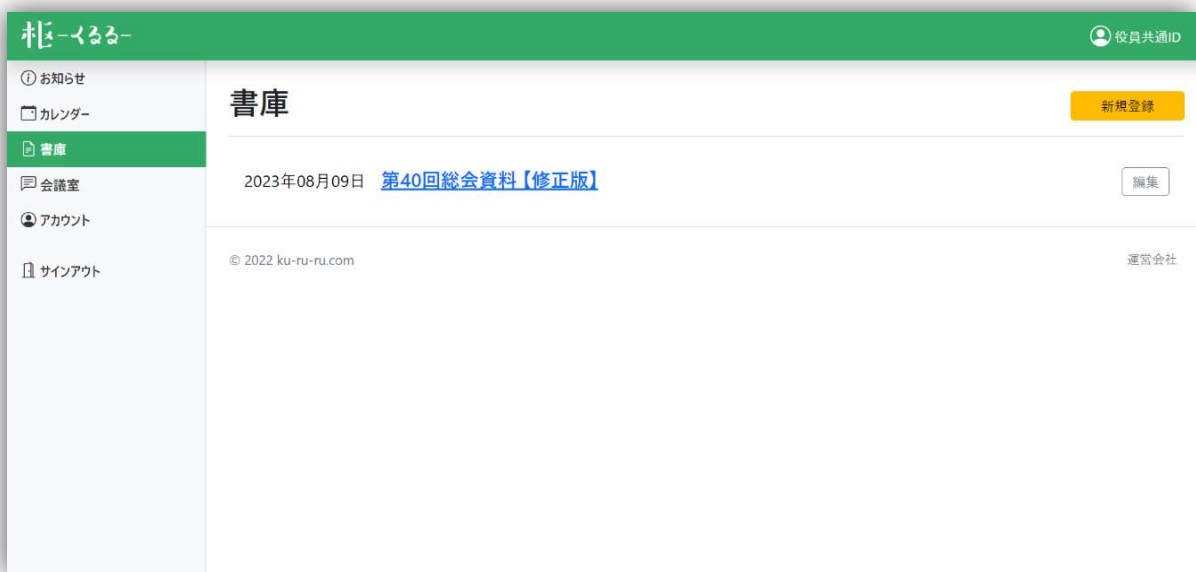 枢-くるる-
役員共通ID
お知らせ
カレンダー
書庫
会議室
アカウント
サインアウト
書庫
新規登録
2023年08月09日 第40回総会資料【修正版】
編集
© 2022 ku-ru-ru.com
運営会社